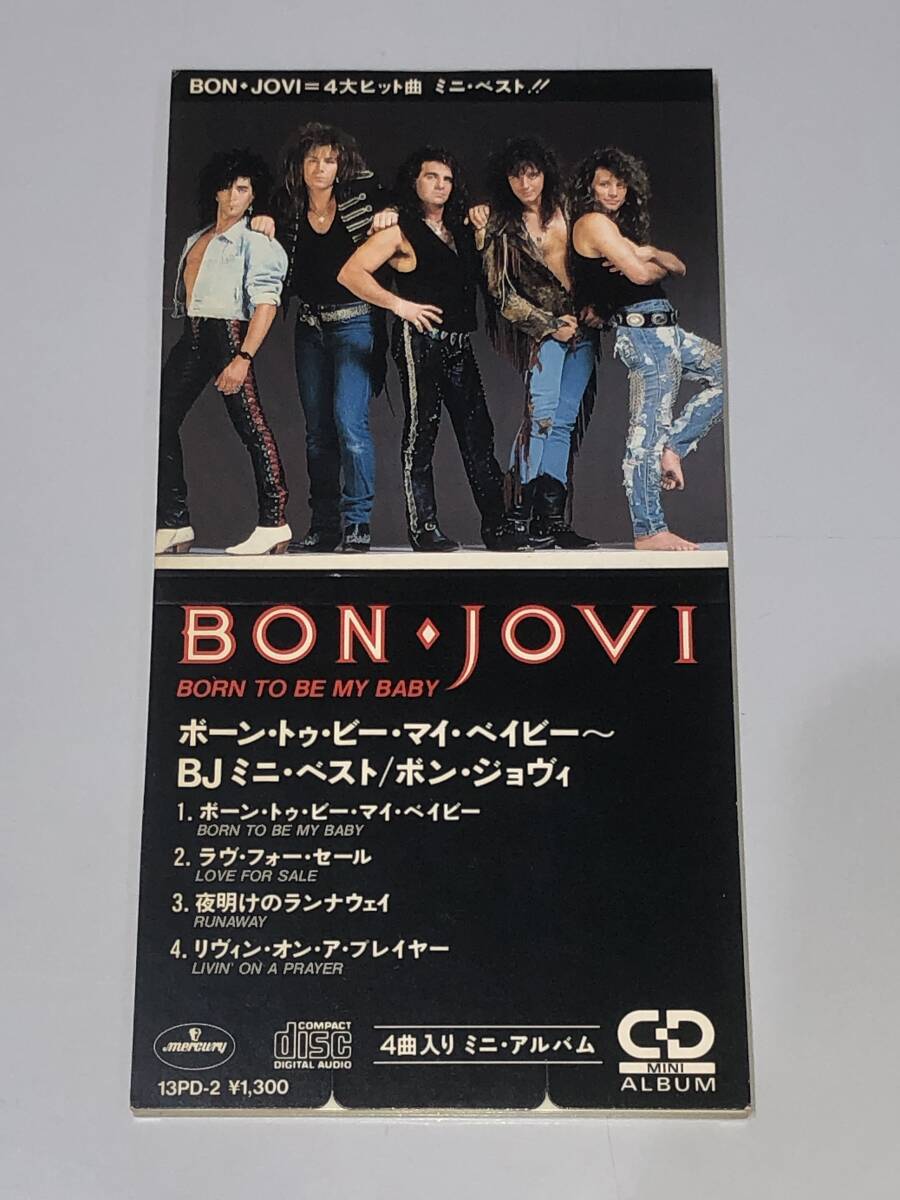 BON◆JOVI=4大ヒット曲 ミニ・ベスト!!
BON◆JOVI
BORN TO BE MY BABY
ボーン・トゥ・ビー・マイ・ベイビー〜
BJミニ・ベスト/ボン・ジョヴィ
1. ボーン・トゥ・ビー・マイ・ベイビー
BORN TO BE MY BABY
2. ラヴ・フォー・セール
LOVE FOR SALE
3. 夜明けのランナウェイ
RUNAWAY
4. リヴィン・オン・ア・プレイヤー
LIVIN' ON A PRAYER
mercury
COMPACT
disc
DIGITAL AUDIO
4曲入り ミニ・アルバム
CD
MINI
ALBUM
13PD-2 ¥1,300